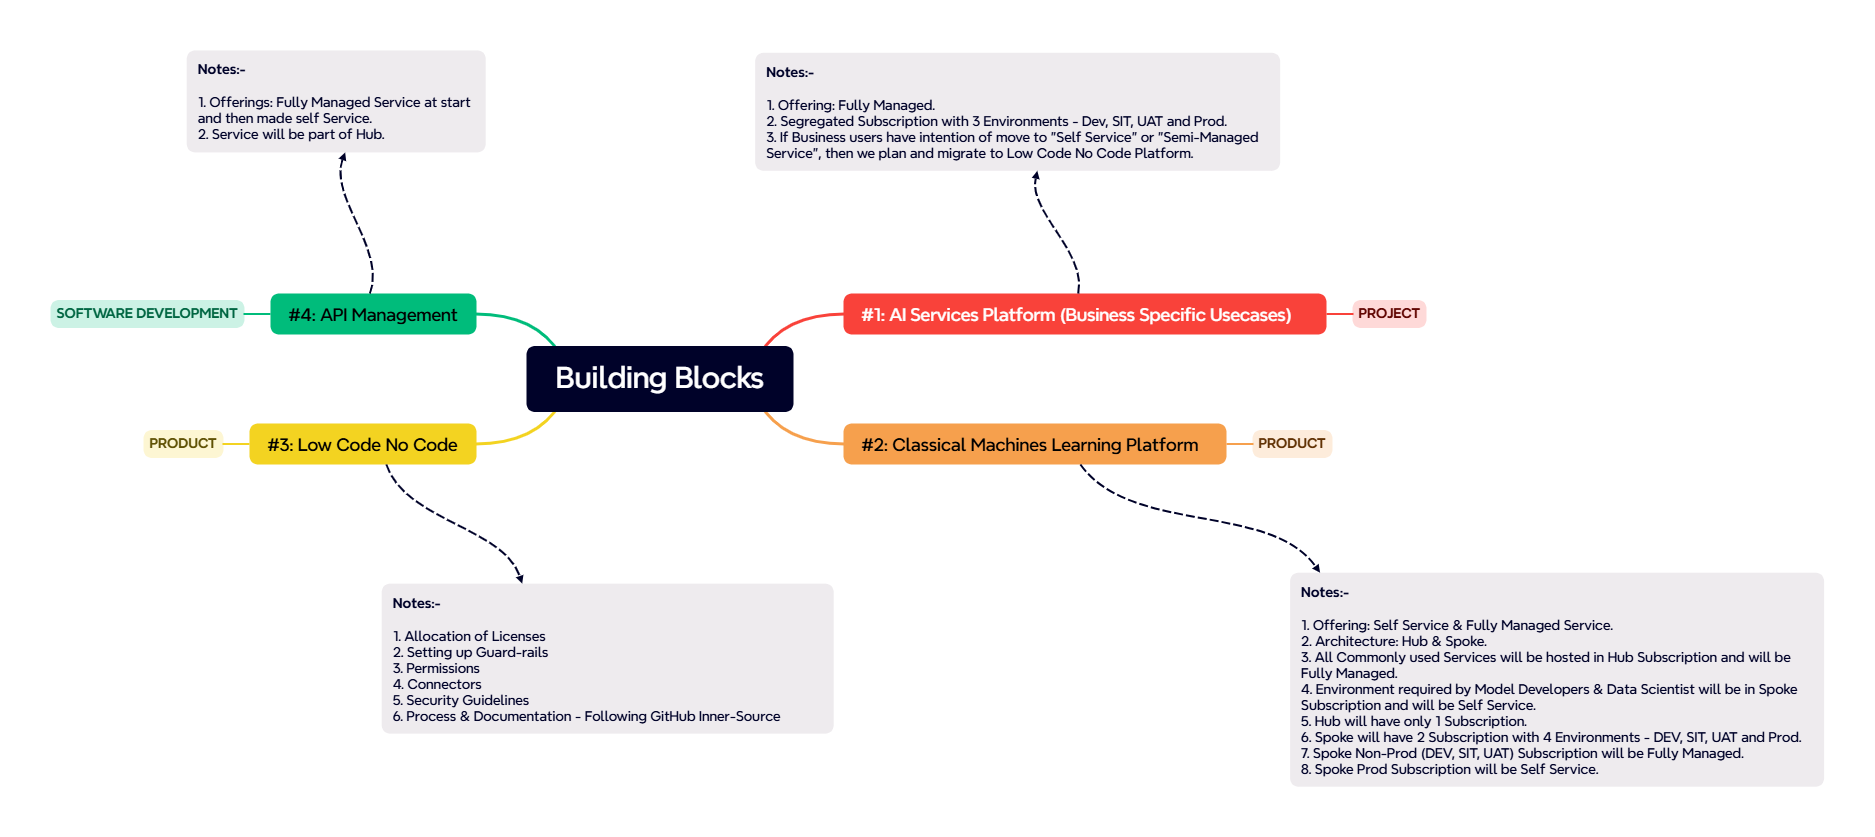 Notes:-
1. Offerings: Fully Managed Service at start
and then made self Service.
2. Service will be part of Hub.
Notes:-
1. Offering: Fully Managed.
2. Segregated Subscription with 3 Environments - Dev, SIT, UAT and Prod.
3. If Business users have intention of move to "Self Service" or "Semi-Managed
Service", then we plan and migrate to Low Code No Code Platform.
SOFTWARE DEVELOPMENT
#4: API Management
#1: AI Services Platform (Business Specific Usecases)
PROJECT
Building Blocks
PRODUCT
#3: Low Code No Code
#2: Classical Machines Learning Platform
PRODUCT
Notes:-
1. Allocation of Licenses
2. Setting up Guard-rails
3. Permissions
4. Connectors
5. Security Guidelines
6. Process & Documentation - Following GitHub Inner-Source
Notes:-
1. Offering: Self Service & Fully Managed Service.
2. Architecture: Hub & Spoke.
3. All Commonly used Services will be hosted in Hub Subscription and will be
Fully Managed.
4. Environment required by Model Developers & Data Scientist will be in Spoke
Subscription and will be Self Service.
5. Hub will have only 1 Subscription.
6. Spoke will have 2 Subscription with 4 Environments - DEV, SIT, UAT and Prod.
7. Spoke Non-Prod (DEV, SIT, UAT) Subscription will be Fully Managed.
8. Spoke Prod Subscription will be Self Service.